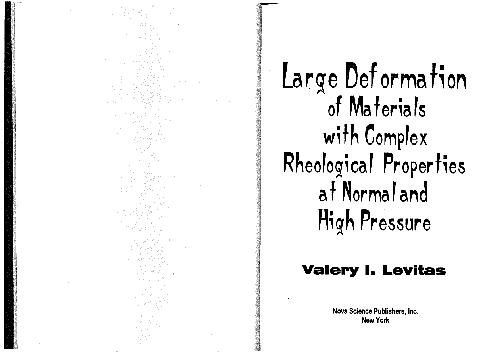 Large Deformation
of Materials
with Complex
Rheological Properties
at Normal and
High Pressure
Valery I. Levitas
Nova Science Publishers, Inc.
New York